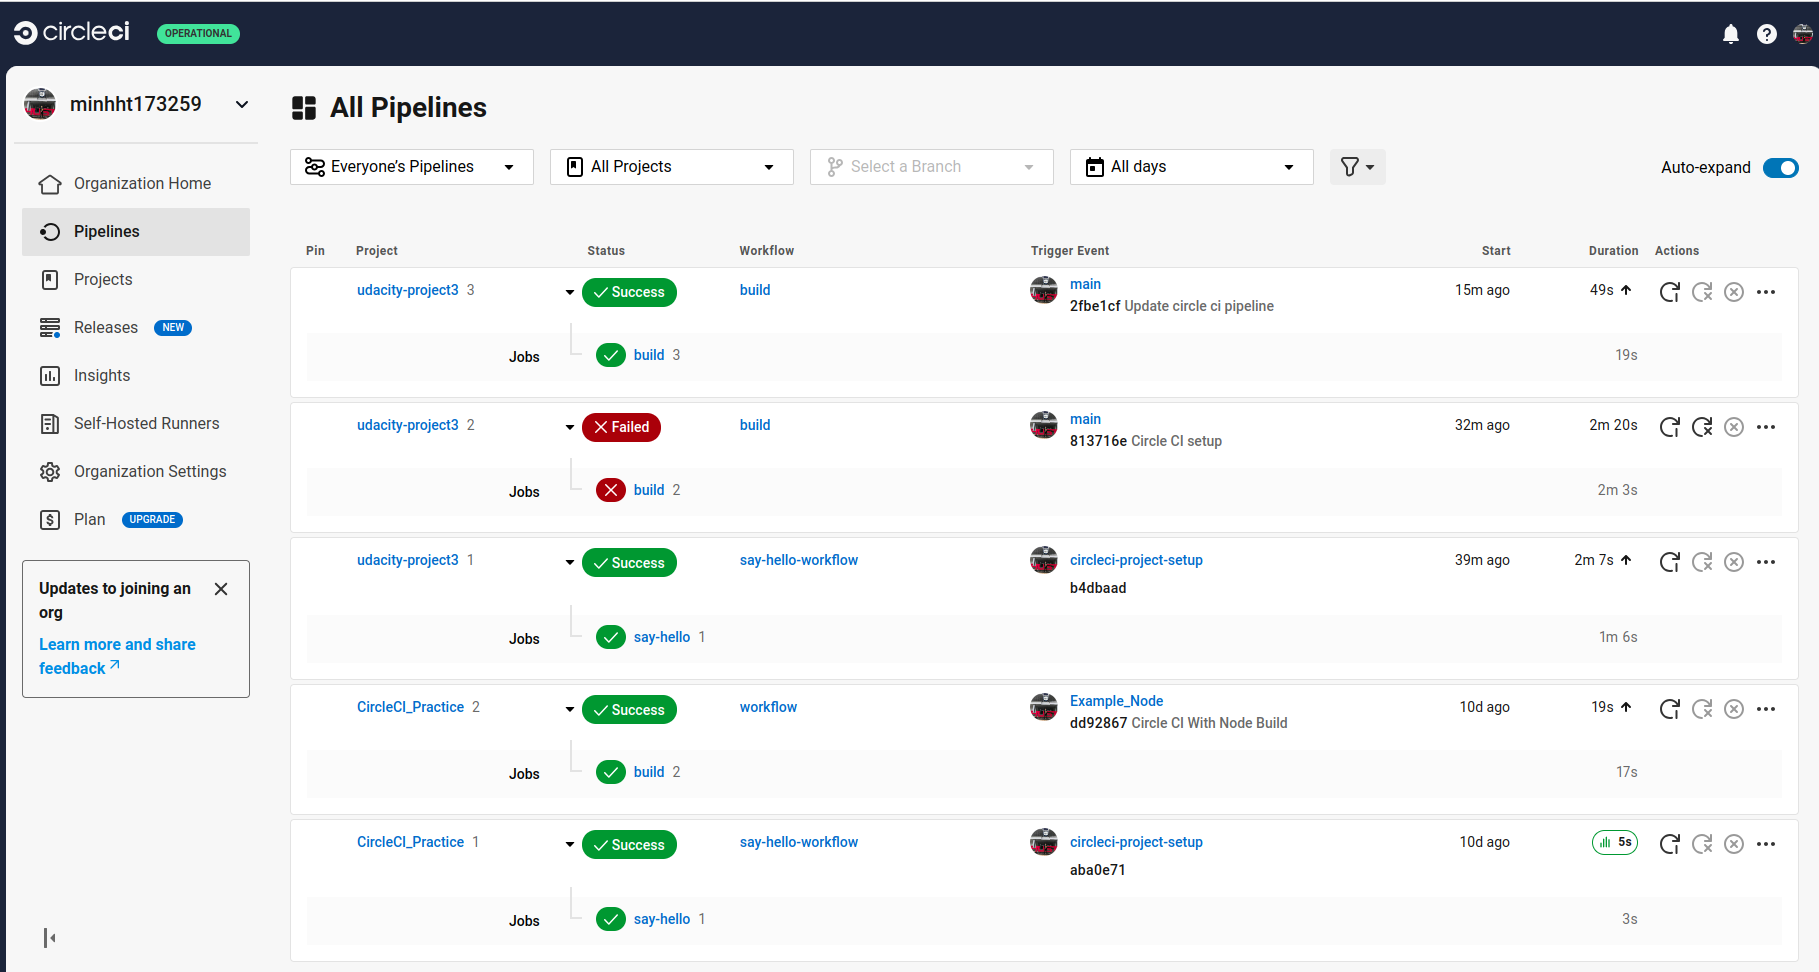 circleci OPERATIONAL
minhht173259
Organization Home
Pipelines
Projects
Releases NEW
Insights
Self-Hosted Runners
Organization Settings
Plan UPGRADE
Updates to joining an
org
Learn more and share
feedback
All Pipelines
Everyone's Pipelines All Projects Select a Branch All days Auto-expand
Pin Project Status Workflow Trigger Event Start Duration Actions
udacity-project3 3 Success build main 15m ago 49s
2fbe1cf Update circle ci pipeline
Jobs build 3 19s
udacity-project3 2 Failed build main 32m ago 2m 20s
813716e Circle CI setup
Jobs build 2 2m 3s
udacity-project3 1 Success say-hello-workflow circleci-project-setup 39m ago 2m 7s
b4dbaad
Jobs say-hello 1 1m 6s
CircleCI_Practice 2 Success workflow Example_Node 10d ago 19s
dd92867 Circle CI With Node Build
Jobs build 2 17s
CircleCI_Practice 1 Success say-hello-workflow circleci-project-setup 10d ago 5s
aba0e71
Jobs say-hello 1 3s